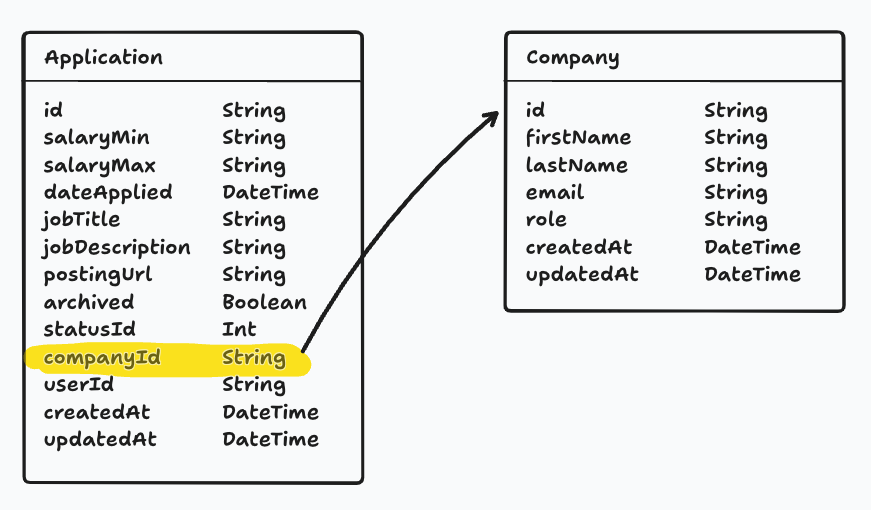 Application
id String
salaryMin String
salaryMax String
dateApplied DateTime
jobTitle String
jobDescription String
postingUrl String
archived Boolean
statusId Int
companyId String
userId String
createdAt DateTime
updatedAt DateTime
Company
id String
firstName String
lastName String
email String
role String
createdAt DateTime
updatedAt DateTime